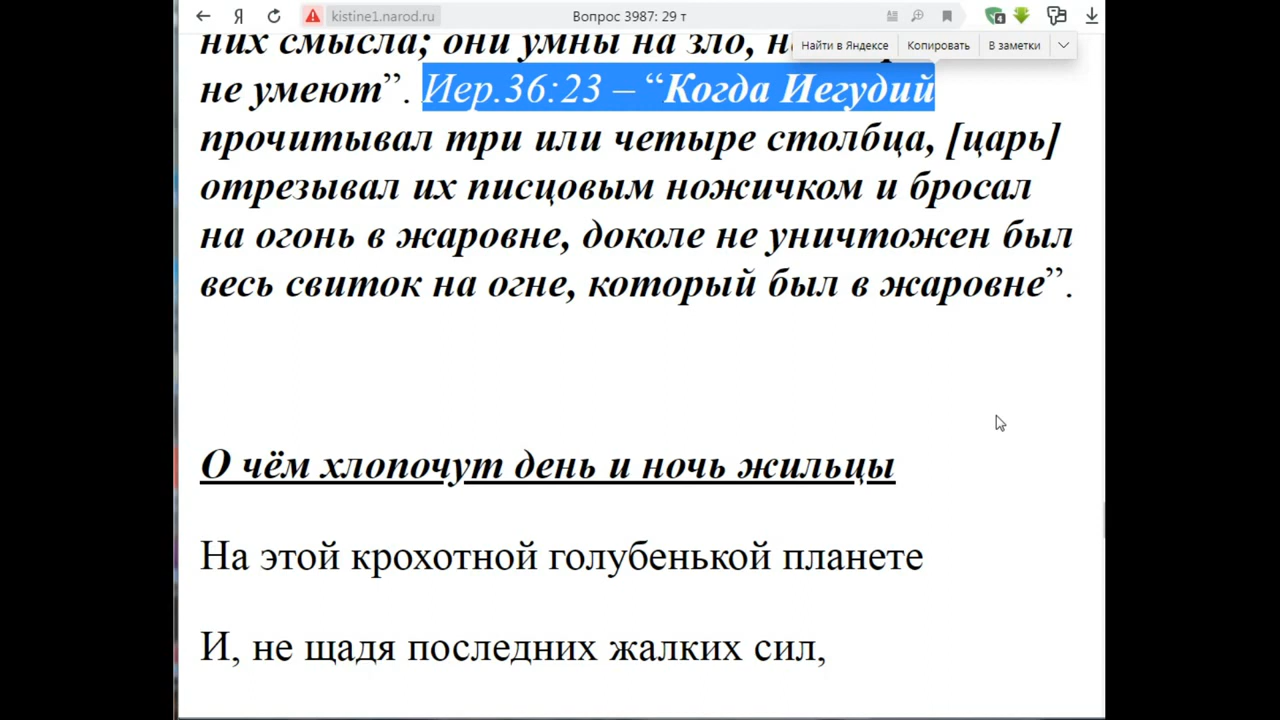 Я
kistine1.narod.ru
Вопрос 3987: 29 т
4
Найти в Яндексе
Копировать
В заметки
них смысла; они умны на зло,
не умеют”. Иер.36:23 – “Когда Иегудий
прочитывал три или четыре столбца, [царь]
отрезывал их писцовым ножичком и бросал
на огонь в жаровне, доколе не уничтожен был
весь свиток на огне, который был в жаровне”.
О чём хлопочут день и ночь жильцы
На этой крохотной голубенькой планете
И, не щадя последних жалких сил,